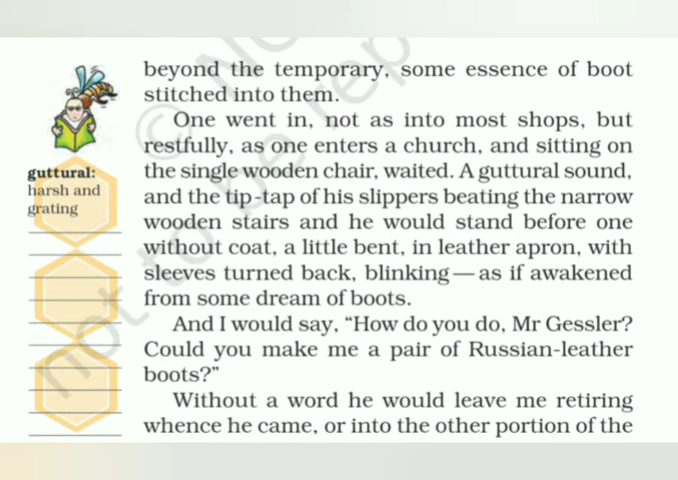 beyond the temporary, some essence of boot
stitched into them.
One went in, not as into most shops, but
restfully, as one enters a church, and sitting on
the single wooden chair, waited. A guttural sound,
and the tip-tap of his slippers beating the narrow
wooden stairs and he would stand before one
without coat, a little bent, in leather apron, with
sleeves turned back, blinking — as if awakened
from some dream of boots.
And I would say, “How do you do, Mr Gessler?
Could you make me a pair of Russian-leather
boots?”
Without a word he would leave me retiring
whence he came, or into the other portion of the
guttural:
harsh and
grating
not to be rep